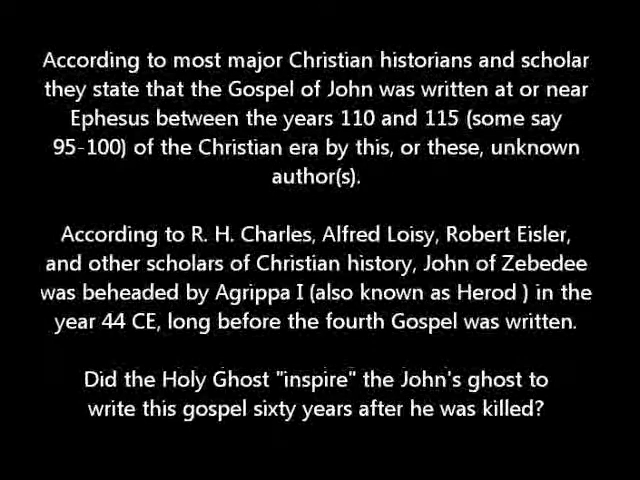 According to most major Christian historians and scholar
they state that the Gospel of John was written at or near
Ephesus between the years 110 and 115 (some say
95-100) of the Christian era by this, or these, unknown
author(s).
According to R. H. Charles, Alfred Loisy, Robert Eisler,
and other scholars of Christian history, John of Zebedee
was beheaded by Agrippa I (also known as Herod ) in the
year 44 CE, long before the fourth Gospel was written.
Did the Holy Ghost "inspire" the John's ghost to
write this gospel sixty years after he was killed?